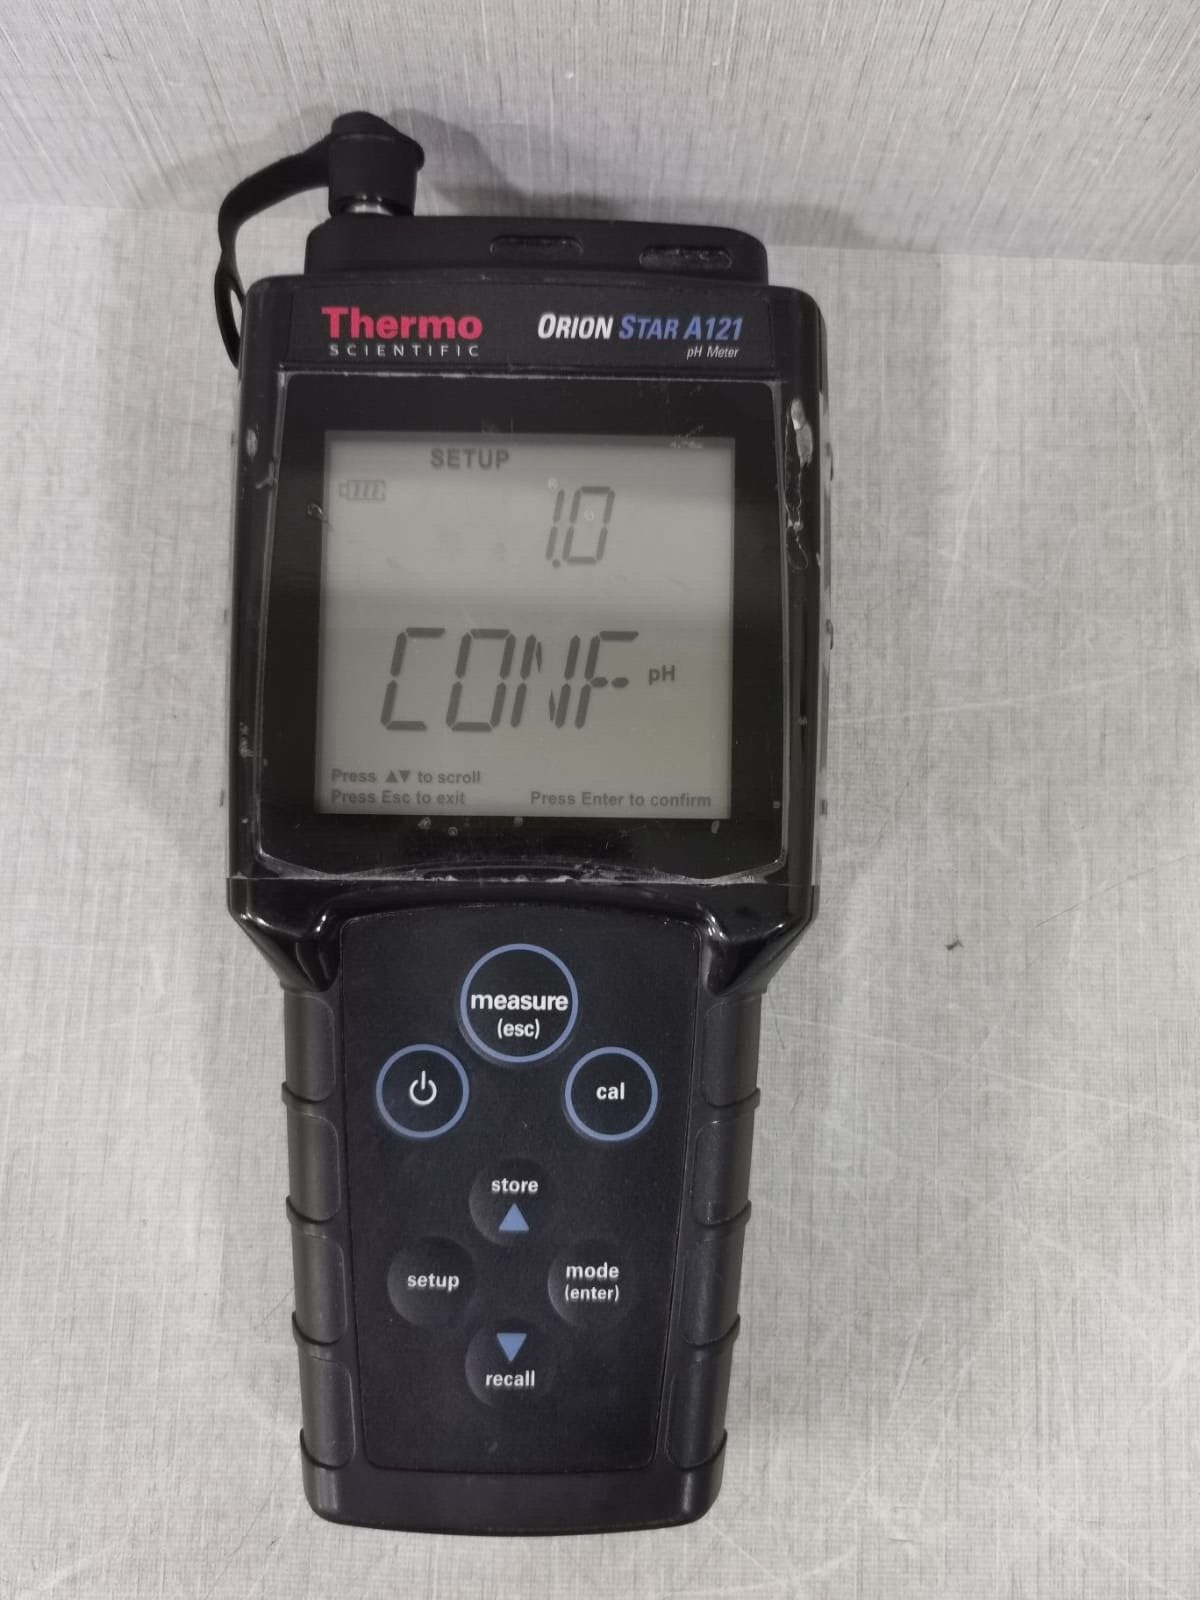 Thermo
SCIENTIFIC
ORION STAR A121
pH Meter
SETUP
1.0
CONF pH
Press ▲▼ to scroll
Press Esc to exit Press Enter to confirm
measure
(esc)
cal
store
▲
setup
mode
(enter)
▼
recall